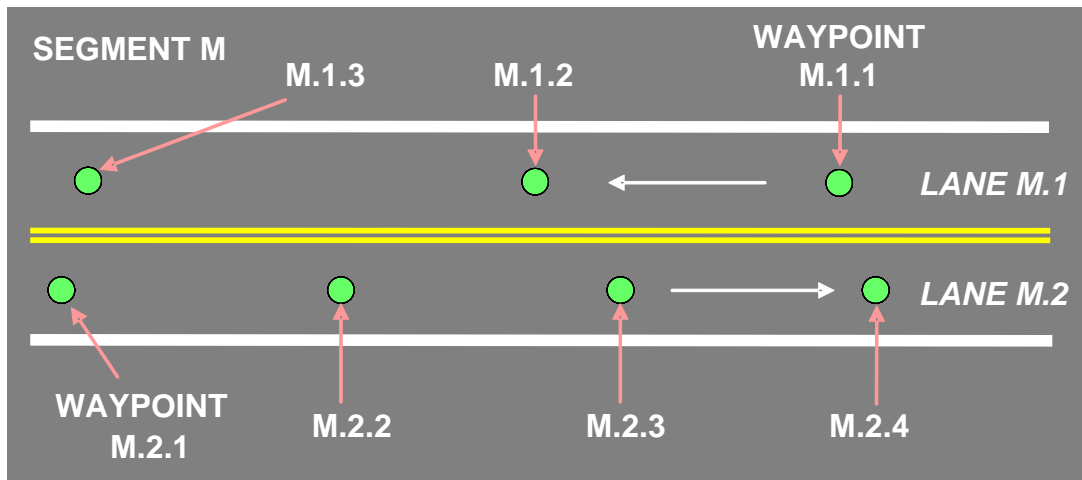 SEGMENT M
WAYPOINT
M.1.3
M.1.2
M.1.1
LANE M.1
LANE M.2
WAYPOINT
M.2.1
M.2.2
M.2.3
M.2.4